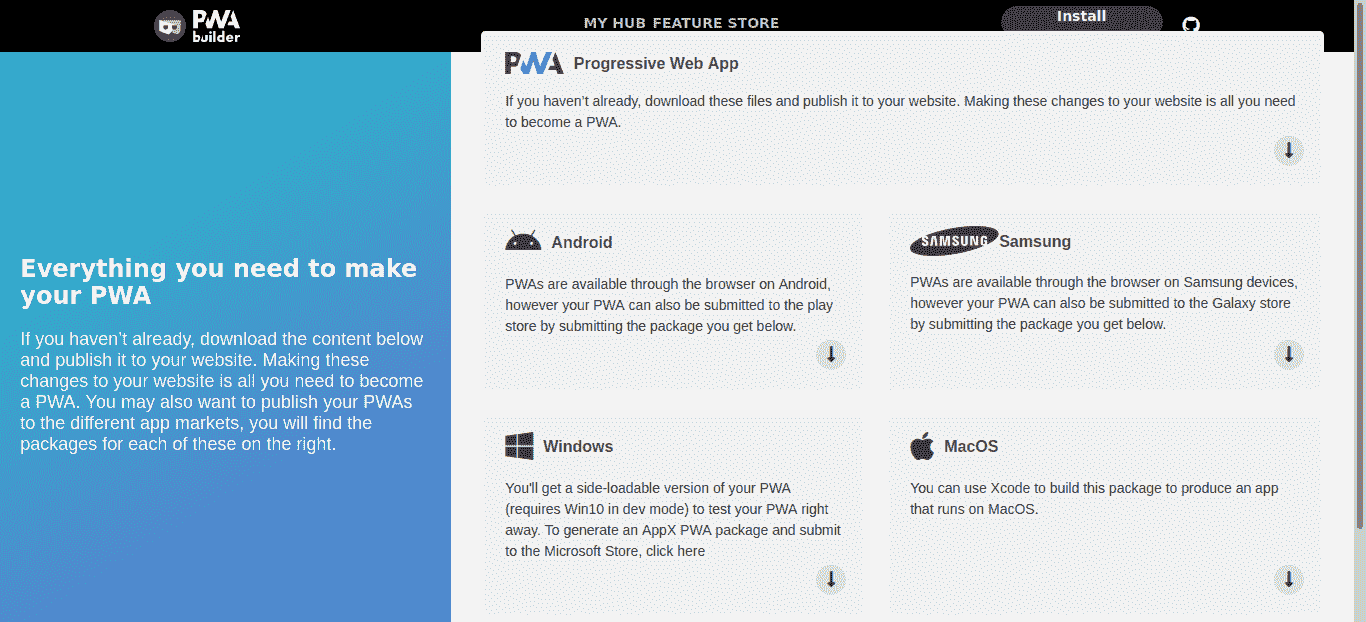 PWA
builder
MY HUB FEATURE STORE
Install
PWA Progressive Web App
If you haven’t already, download these files and publish it to your website. Making these changes to your website is all you need
to become a PWA.
Everything you need to make
your PWA
If you haven’t already, download the content below
and publish it to your website. Making these
changes to your website is all you need to become
a PWA. You may also want to publish your PWAs
to the different app markets, you will find the
packages for each of these on the right.
Android
PWAs are available through the browser on Android,
however your PWA can also be submitted to the play
store by submitting the package you get below.
SAMSUNG Samsung
PWAs are available through the browser on Samsung devices,
however your PWA can also be submitted to the Galaxy store
by submitting the package you get below.
Windows
You'll get a side-loadable version of your PWA
(requires Win10 in dev mode) to test your PWA right
away. To generate an AppX PWA package and submit
to the Microsoft Store, click here
MacOS
You can use Xcode to build this package to produce an app
that runs on MacOS.